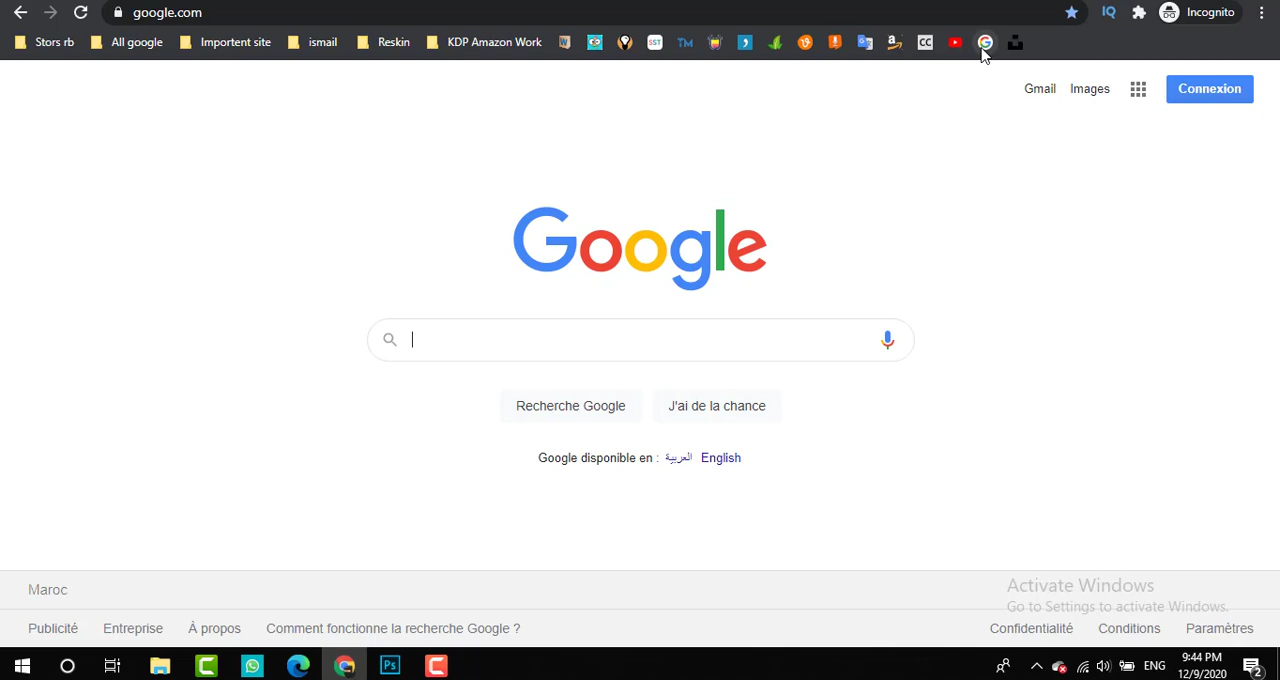 google.com
Incognito
Stors rb All google Importent site ismail Reskin KDP Amazon Work
Gmail Images Connexion
Google
Recherche Google J'ai de la chance
Google disponible en : العربية English
Maroc
Activate Windows
Go to Settings to activate Windows.
Publicité Entreprise À propos Comment fonctionne la recherche Google ? Confidentialité Conditions Paramètres
ENG
9:44 PM
12/9/2020
2